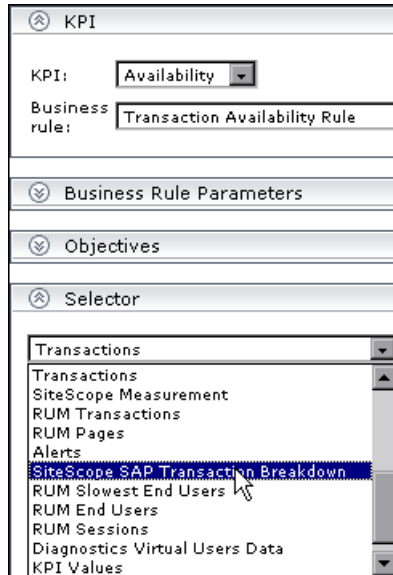 KPI
KPI: Availability
Business rule: Transaction Availability Rule
Business Rule Parameters
Objectives
Selector
Transactions
Transactions
SiteScope Measurement
RUM Transactions
RUM Pages
Alerts
SiteScope SAP Transaction Breakdown
RUM Slowest End Users
RUM End Users
RUM Sessions
Diagnostics Virtual Users Data
KPI Values